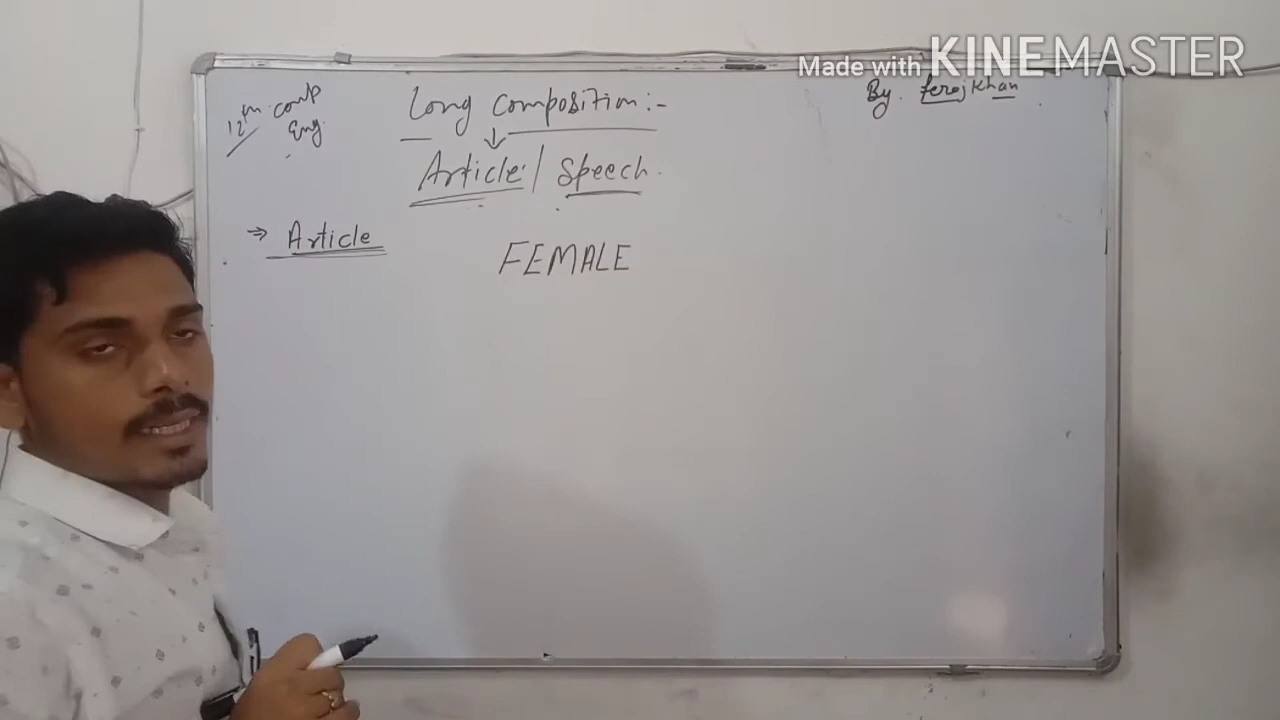 Made with KINEMASTER
12th comp
Eng
Long Composition:-
By. feroj Khan
Article / Speech.
⇒ Article
FEMALE